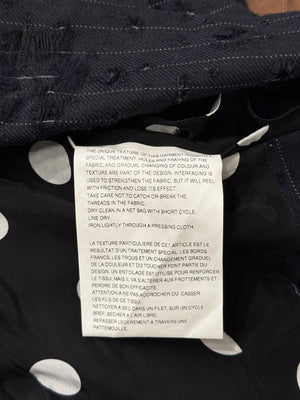 THE UNIQUE TEXTURE OF THIS GARMENT RESULTS
SPECIAL TREATMENT. HOLES AND FRAYING OF THE
FABRIC, AND GRADUAL CHANGING OF COLOUR AND
TEXTURE ARE PART OF THE DESIGN. INTERFACING IS
USED TO STRENGTHEN THE FABRIC, BUT IT WILL PEEL
WITH FRICTION AND LOSE ITS EFFECT.
TAKE CARE NOT TO CATCH OR BREAK THE
THREADS IN THE FABRIC.
DRY CLEAN IN A NET BAG WITH SHORT CYCLE.
LINE DRY.
IRON LIGHTLY THROUGH A PRESSING CLOTH.
LA TEXTURE PARTICULIERE DE CET ARTICLE EST LE
RESULTAT D'UN TRAITEMENT SPECIAL. LES BORDS
FRANGES, LES TROUS ET UN CHANGEMENT GRADUEL
DE LA COULEUR ET DU TOUCHER FONT PARTIE DU
DESIGN. UN ENTOILAGE EST UTILISE POUR RENFORCER
LE TISSU, MAIS IL VA S'ALTERER AUX FROTTEMENTS ET
PERDRE DE SON EFFICACITE.
ATTENTION A NE PAS ACCROCHER OU CASSER
LES FILS DANS LE TISSU.
NETTOYER A SEC DANS UN FILET, SUR UN CYCLE
BREF. SECHER A L'AIR LIBRE.
REPASSER LEGEREMENT A TRAVERS UNE
PATTEMOUILLE.